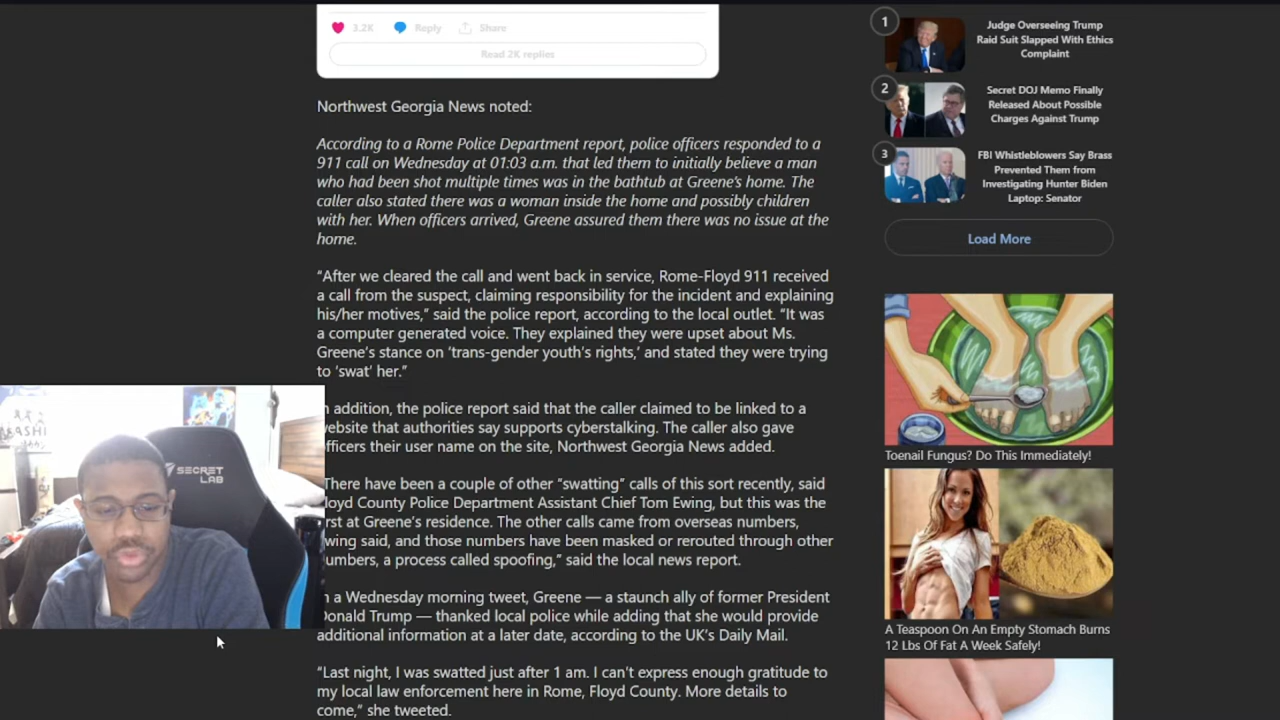 3.2K Reply Share
Read 2K replies
Northwest Georgia News noted:
According to a Rome Police Department report, police officers responded to a
911 call on Wednesday at 01:03 a.m. that led them to initially believe a man
who had been shot multiple times was in the bathtub at Greene's home. The
caller also stated there was a woman inside the home and possibly children
with her. When officers arrived, Greene assured them there was no issue at the
home.
“After we cleared the call and went back in service, Rome-Floyd 911 received
a call from the suspect, claiming responsibility for the incident and explaining
his/her motives,” said the police report, according to the local outlet. “It was
a computer generated voice. They explained they were upset about Ms.
Greene's stance on ‘trans-gender youth's rights,’ and stated they were trying
to ‘swat’ her.”
n addition, the police report said that the caller claimed to be linked to a
website that authorities say supports cyberstalking. The caller also gave
officers their user name on the site, Northwest Georgia News added.
There have been a couple of other “swatting” calls of this sort recently, said
loyd County Police Department Assistant Chief Tom Ewing, but this was the
rst at Greene's residence. The other calls came from overseas numbers,
wing said, and those numbers have been masked or rerouted through other
umbers, a process called spoofing,” said the local news report.
n a Wednesday morning tweet, Greene — a staunch ally of former President
Donald Trump — thanked local police while adding that she would provide
additional information at a later date, according to the UK's Daily Mail.
“Last night, I was swatted just after 1 am. I can't express enough gratitude to
my local law enforcement here in Rome, Floyd County. More details to
come,” she tweeted.
1
Judge Overseeing Trump
Raid Suit Slapped With Ethics
Complaint
2
Secret DOJ Memo Finally
Released About Possible
Charges Against Trump
3
FBI Whistleblowers Say Brass
Prevented Them from
Investigating Hunter Biden
Laptop: Senator
Load More
Toenail Fungus? Do This Immediately!
A Teaspoon On An Empty Stomach Burns
12 Lbs Of Fat A Week Safely!
SECRET
LAB